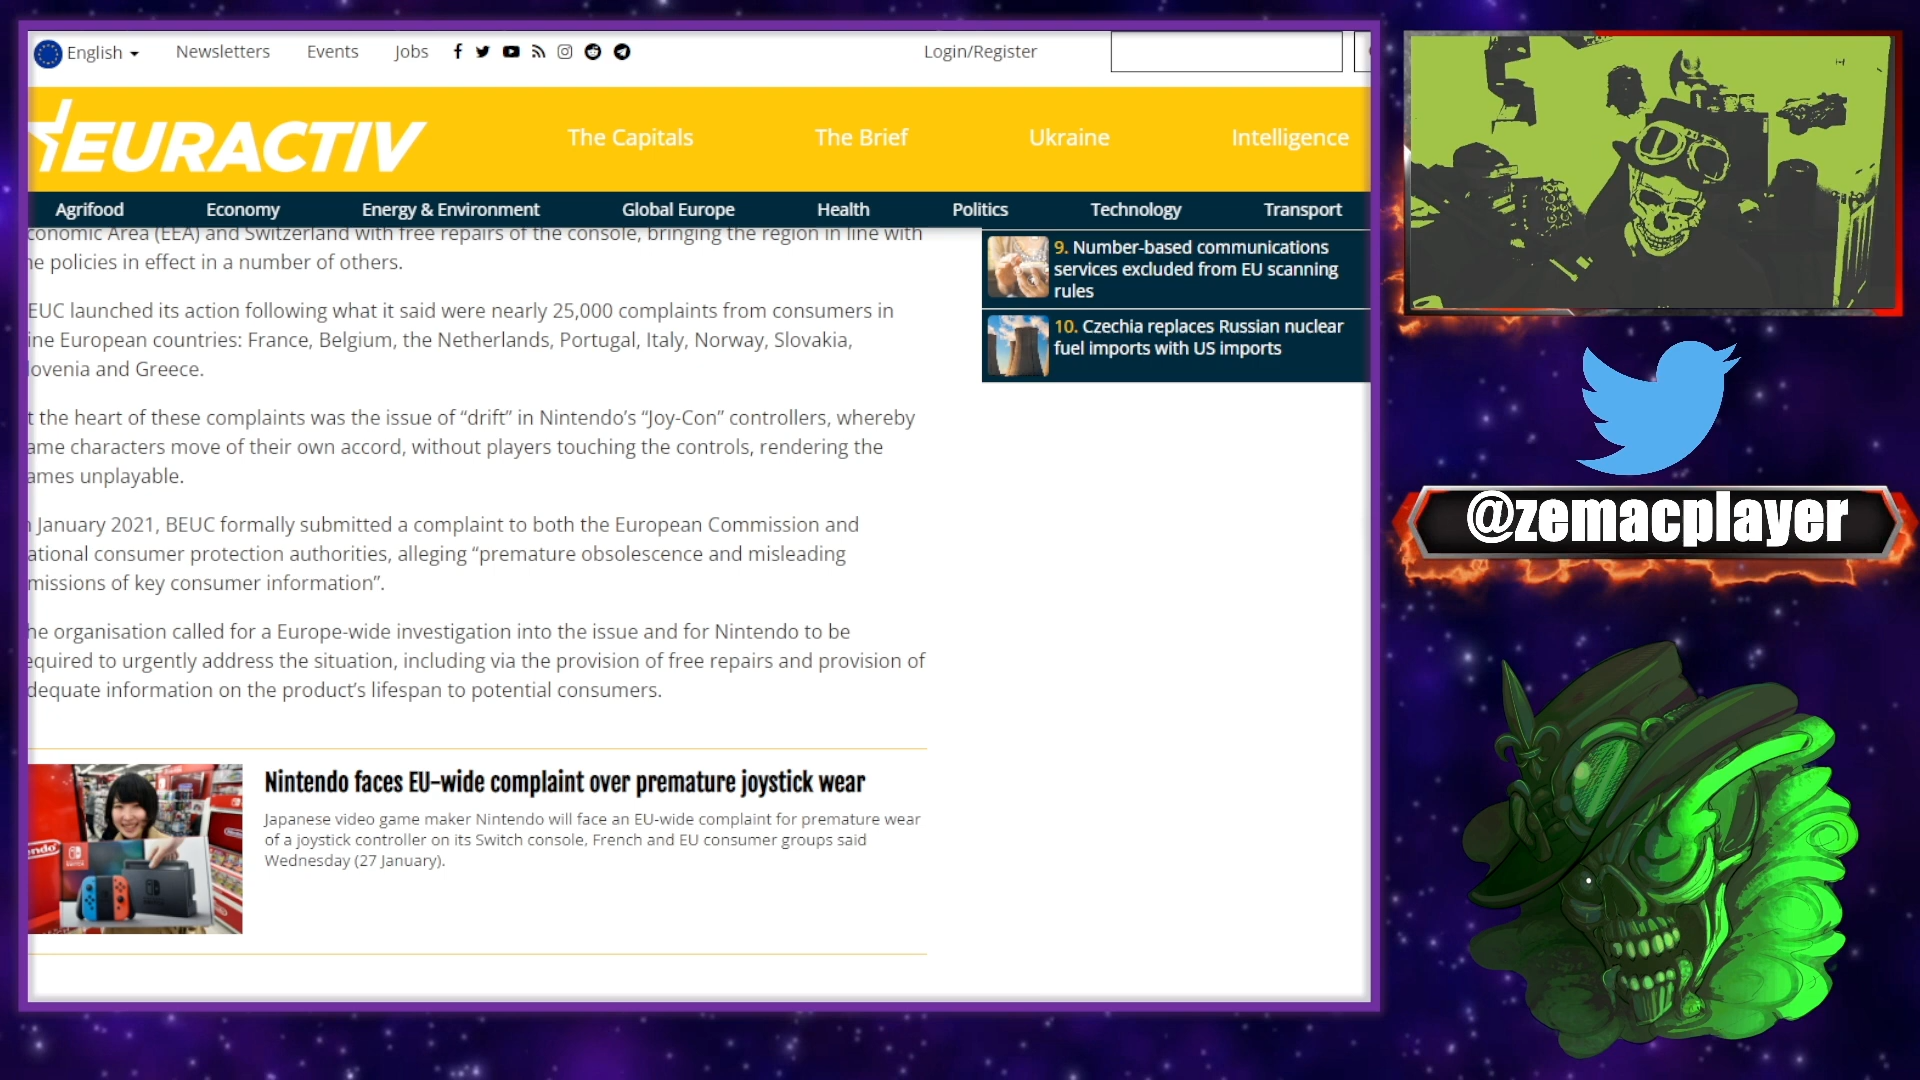 English
Newsletters
Events
Jobs
Login/Register
EURACTIV
The Capitals
The Brief
Ukraine
Intelligence
Agrifood
Economy
Energy & Environment
Global Europe
Health
Politics
Technology
Transport
conomic Area (EEA) and Switzerland with free repairs of the console, bringing the region in line with
he policies in effect in a number of others.
EUC launched its action following what it said were nearly 25,000 complaints from consumers in
ine European countries: France, Belgium, the Netherlands, Portugal, Italy, Norway, Slovakia,
lovenia and Greece.
t the heart of these complaints was the issue of “drift” in Nintendo’s “Joy-Con” controllers, whereby
ame characters move of their own accord, without players touching the controls, rendering the
ames unplayable.
n January 2021, BEUC formally submitted a complaint to both the European Commission and
ational consumer protection authorities, alleging “premature obsolescence and misleading
missions of key consumer information”.
he organisation called for a Europe-wide investigation into the issue and for Nintendo to be
equired to urgently address the situation, including via the provision of free repairs and provision of
dequate information on the product’s lifespan to potential consumers.
Nintendo faces EU-wide complaint over premature joystick wear
Japanese video game maker Nintendo will face an EU-wide complaint for premature wear
of a joystick controller on its Switch console, French and EU consumer groups said
Wednesday (27 January).
9. Number-based communications
services excluded from EU scanning
rules
10. Czechia replaces Russian nuclear
fuel imports with US imports
@zemacplayer